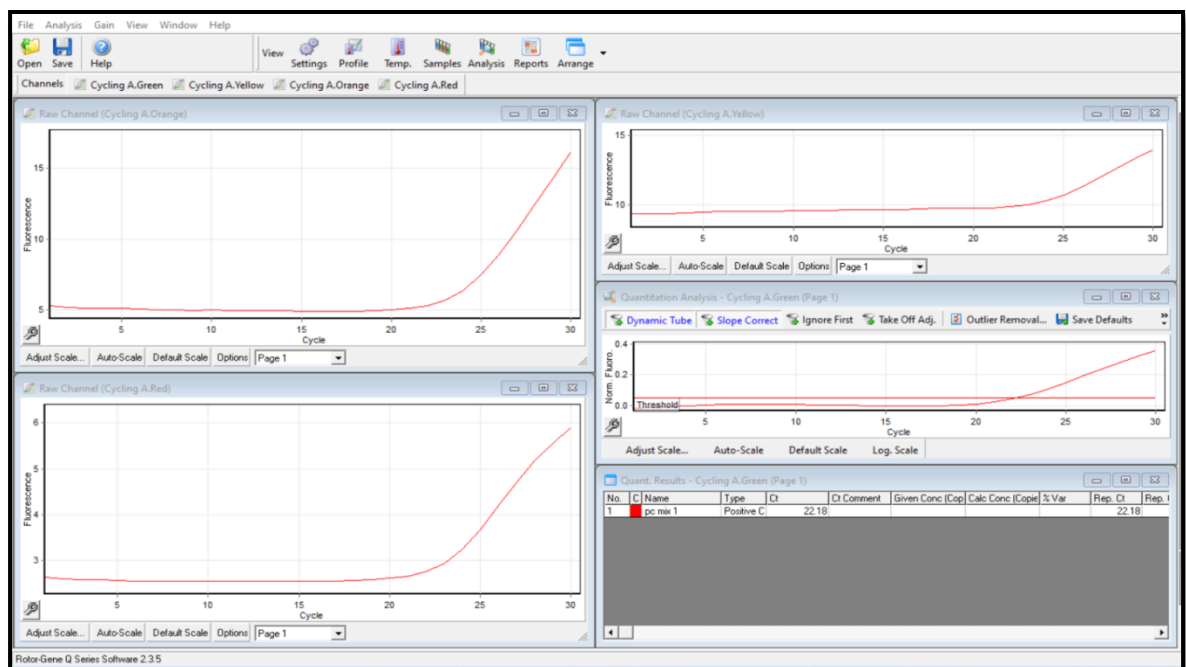 File Analysis Gain View Window Help
Open Save Help View Settings Profile Temp. Samples Analysis Reports Arrange
Channels Cycling A.Green Cycling A.Yellow Cycling A.Orange Cycling A.Red
Raw Channel (Cycling A.Orange)
15
10
5
Fluorescence
5 10 15 20 25 30
Cycle
Adjust Scale... Auto-Scale Default Scale Options Page 1
Raw Channel (Cycling A.Red)
6
5
4
3
Fluorescence
5 10 15 20 25 30
Cycle
Adjust Scale... Auto-Scale Default Scale Options Page 1
Raw Channel (Cycling A.Yellow)
15
10
Fluorescence
5 10 15 20 25 30
Cycle
Adjust Scale... Auto-Scale Default Scale Options Page 1
Quantitation Analysis - Cycling A.Green (Page 1)
Dynamic Tube Slope Correct Ignore First Take Off Adj. Outlier Removal... Save Defaults
0.4
0.2
0.0
Norm. Fluoro.
Threshold
5 10 15 20 25 30
Cycle
Adjust Scale... Auto-Scale Default Scale Log. Scale
Quant. Results - Cycling A.Green (Page 1)
No. C Name Type Ct Ct Comment Given Conc (Cop Calc Conc (Copie % Var Rep. Ct Rep.
1 pc mix 1 Positive C 22.18 22.18
Rotor-Gene Q Series Software 2.3.5